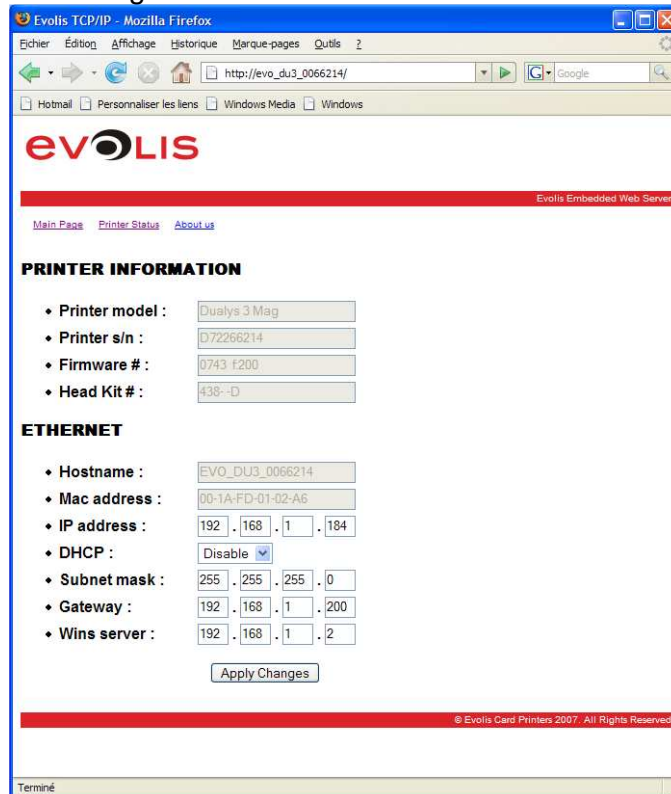 Evolis TCP/IP - Mozilla Firefox
Fichier Édition Affichage Historique Marque-pages Outils ?
http://evo_du3_0066214/ G Google
Hotmail Personnaliser les liens Windows Media Windows
evolis
Evolis Embedded Web Server
Main Page Printer Status About us
PRINTER INFORMATION
Printer model : Dualys 3 Mag
Printer s/n : D72266214
Firmware # : 0743 f.200
Head Kit # : 438- -D
ETHERNET
Hostname : EVO_DU3_0066214
Mac address : 00-1A-FD-01-02-A6
IP address : 192 . 168 . 1 . 184
DHCP : Disable
Subnet mask : 255 . 255 . 255 . 0
Gateway : 192 . 168 . 1 . 200
Wins server : 192 . 168 . 1 . 2
Apply Changes
© Evolis Card Printers 2007. All Rights Reserved
Terminé